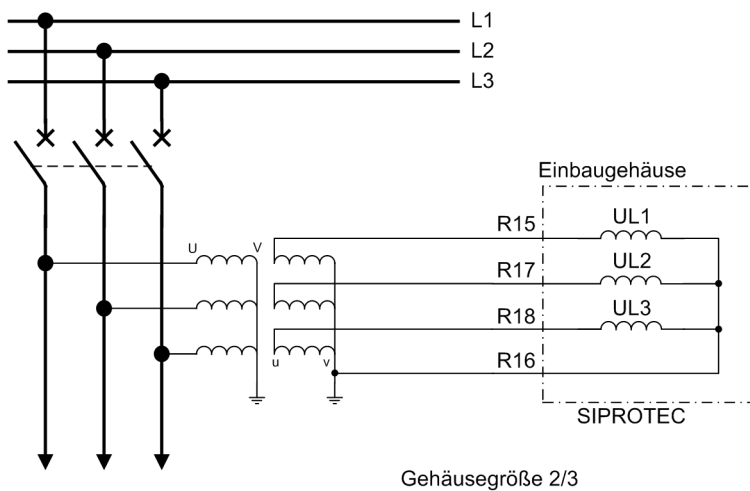 L1
L2
L3
Einbaugehäuse
U V
R15 UL1
R17 UL2
R18 UL3
u v
R16
SIPROTEC
Gehäusegröße 2/3